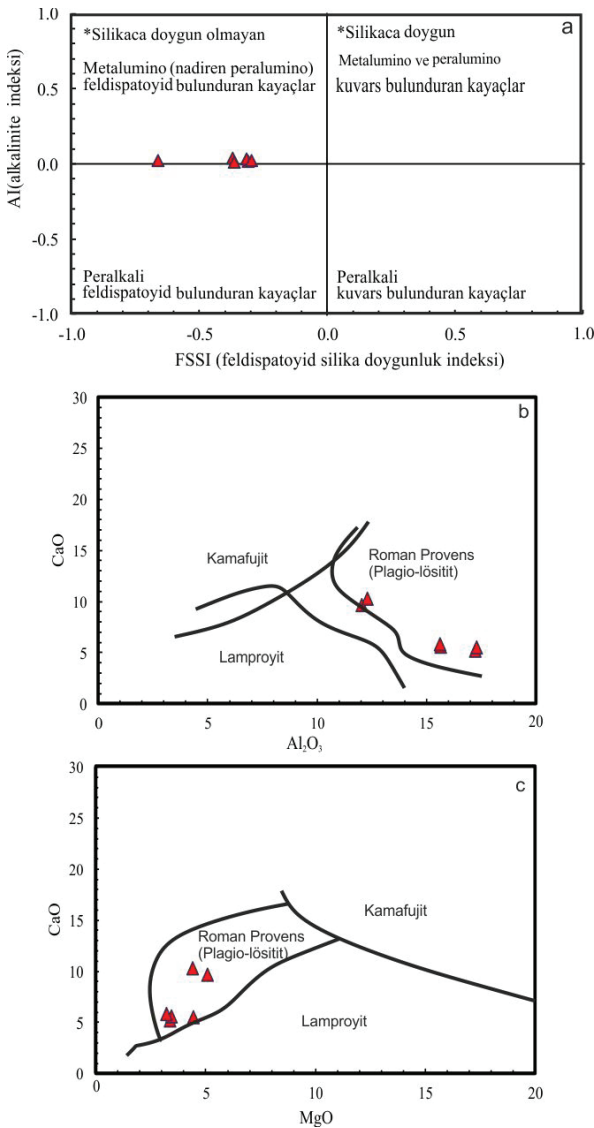 1.0
*Silikaca doygun olmayan
*Silikaca doygun
a
Metalumino (nadiren peralumino)
feldispatoyid bulunduran kayaçlar
Metalumino ve peralumino
kuvars bulunduran kayaçlar
0.5
AI(alkalinite indeksi)
0.0
-0.5
Peralkali
feldispatoyid bulunduran kayaçlar
Peralkali
kuvars bulunduran kayaçlar
-1.0
-1.0 -0.5 0.0 0.5 1.0
FSSI (feldispatoyid silika doygunluk indeksi)
30
b
25
20
15
CaO
Kamafujit
Roman Provens
(Plagio-lösitit)
10
Lamproyit
5
0
0 5 10 15 20
Al₂O₃
30
c
25
20
15
CaO
Kamafujit
Roman Provens
(Plagio-lösitit)
10
5
Lamproyit
0
0 5 10 15 20
MgO